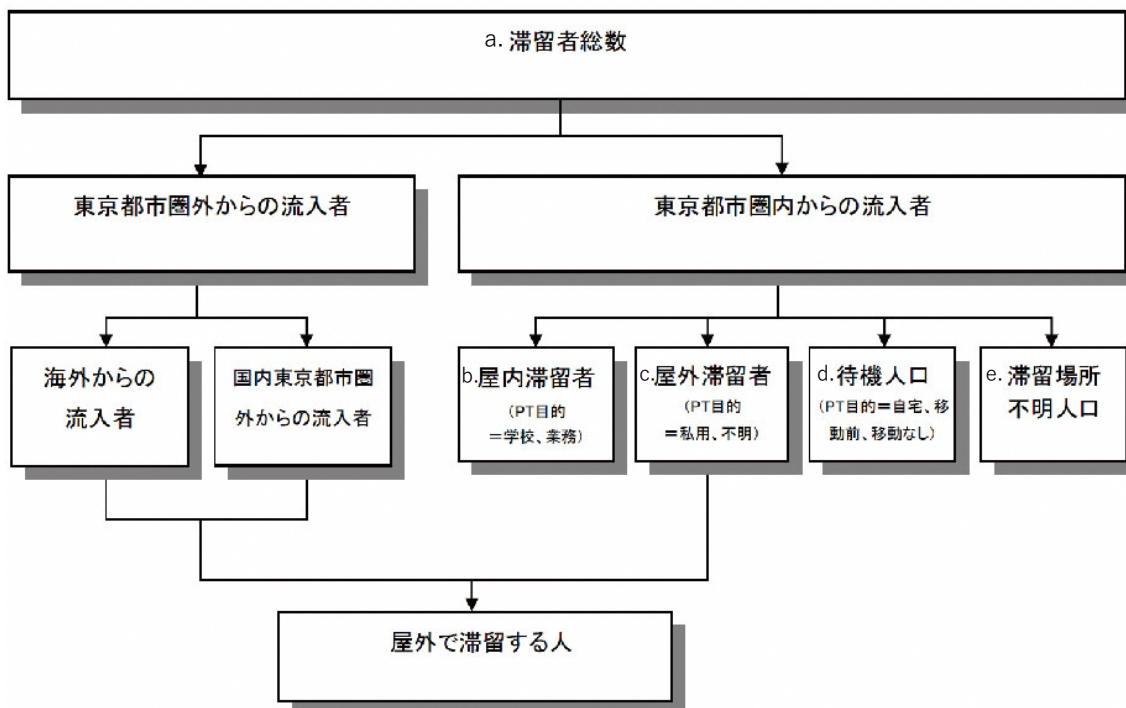 a. 滞留者総数
東京都市圏外からの流入者
東京都市圏内からの流入者
海外からの
流入者
国内東京都市圏
外からの流入者
b.屋内滞留者
(PT目的
＝学校、業務)
c.屋外滞留者
(PT目的
＝私用、不明)
d.待機人口
(PT目的＝自宅、移
動前、移動なし)
e.滞留場所
不明人口
屋外で滞留する人